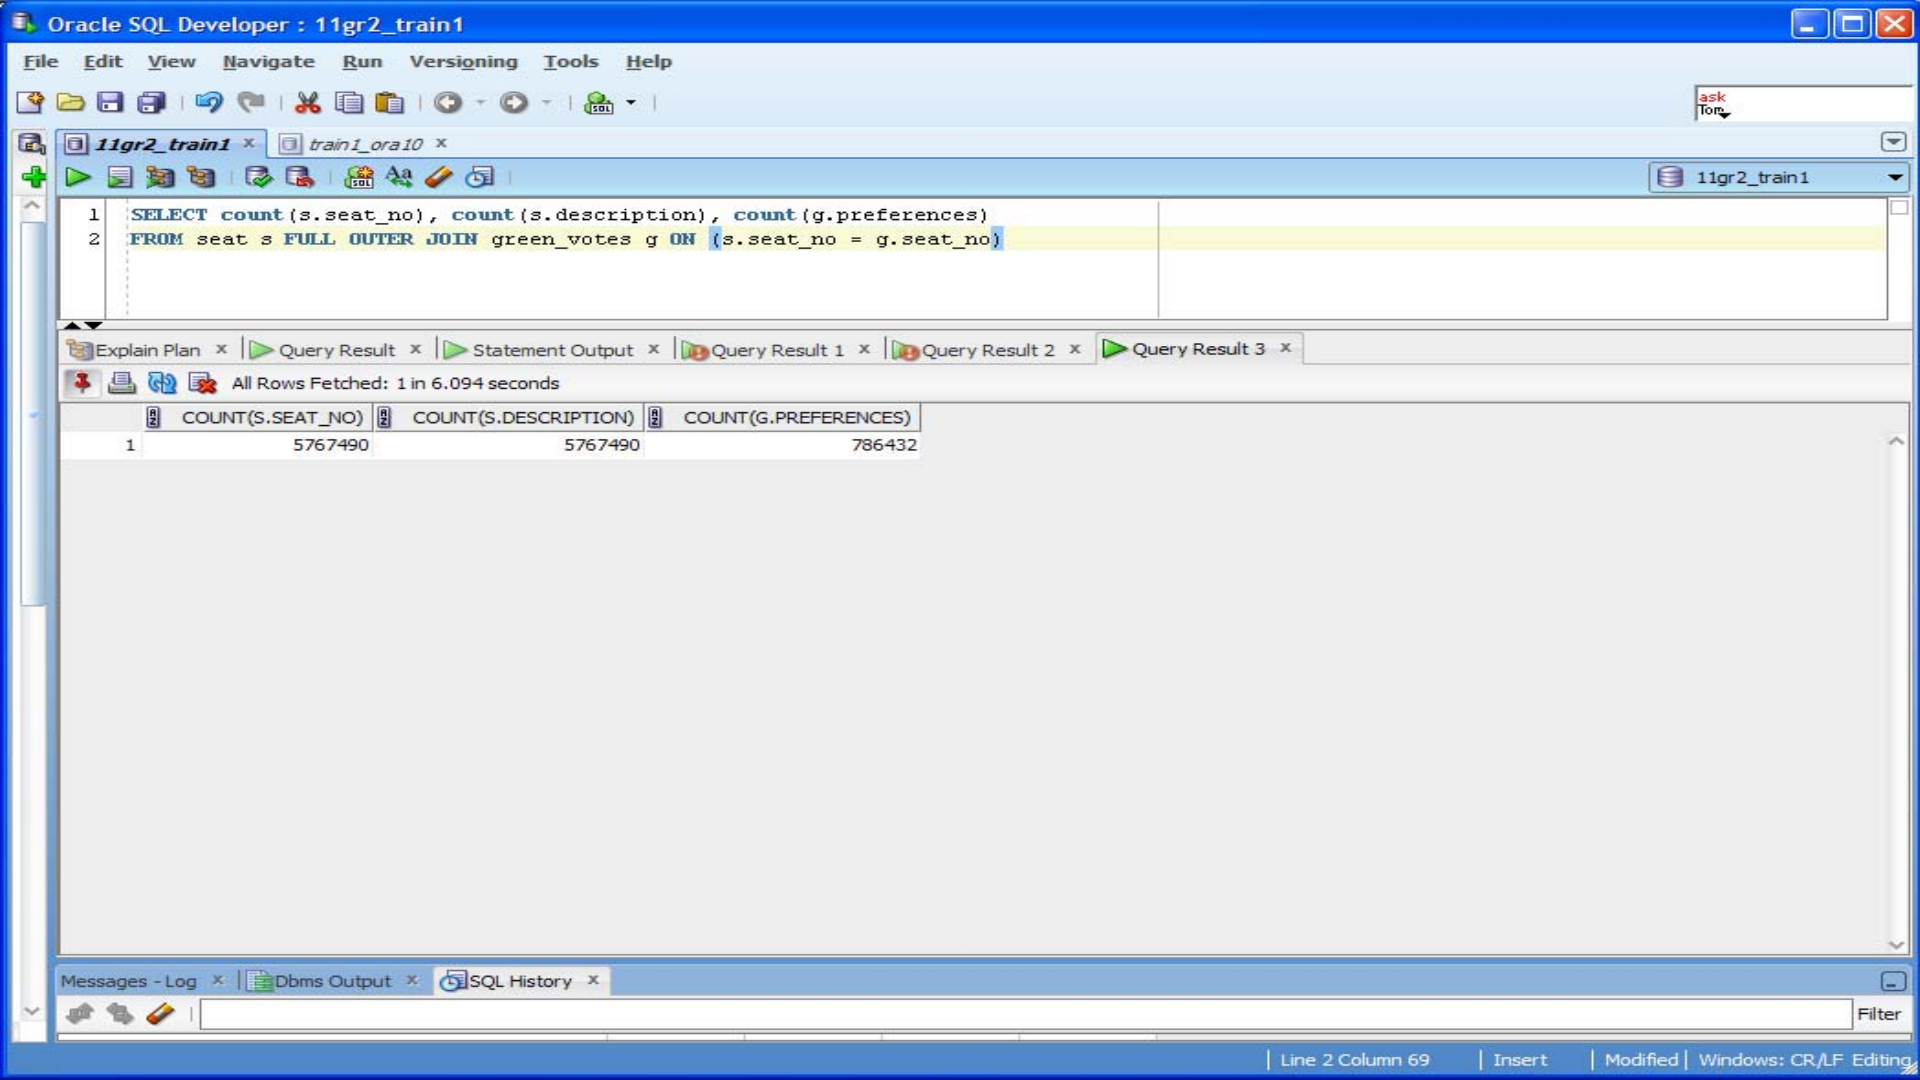 Oracle SQL Developer : 11gr2_train1
File Edit View Navigate Run Versioning Tools Help
ask
Tom
11gr2_train1 train1_ora10
11gr2_train1
1 SELECT count(s.seat_no), count(s.description), count(g.preferences)
2 FROM seat s FULL OUTER JOIN green_votes g ON (s.seat_no = g.seat_no)
Explain Plan Query Result Statement Output Query Result 1 Query Result 2 Query Result 3
All Rows Fetched: 1 in 6.094 seconds
COUNT(S.SEAT_NO) COUNT(S.DESCRIPTION) COUNT(G.PREFERENCES)
1 5767490 5767490 786432
Messages - Log Dbms Output SQL History
Filter
Line 2 Column 69 Insert Modified Windows: CR/LF Editing